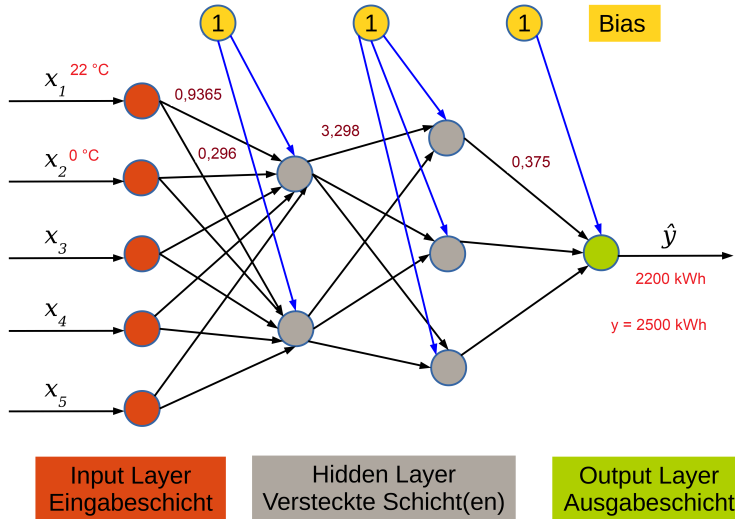 1
1
1
Bias
x₁ 22 °C
0,9365
3,298
x₂ 0 °C
0,296
0,375
x₃
ŷ
2200 kWh
x₄
y = 2500 kWh
x₅
Input Layer
Eingabeschicht
Hidden Layer
Versteckte Schicht(en)
Output Layer
Ausgabeschicht